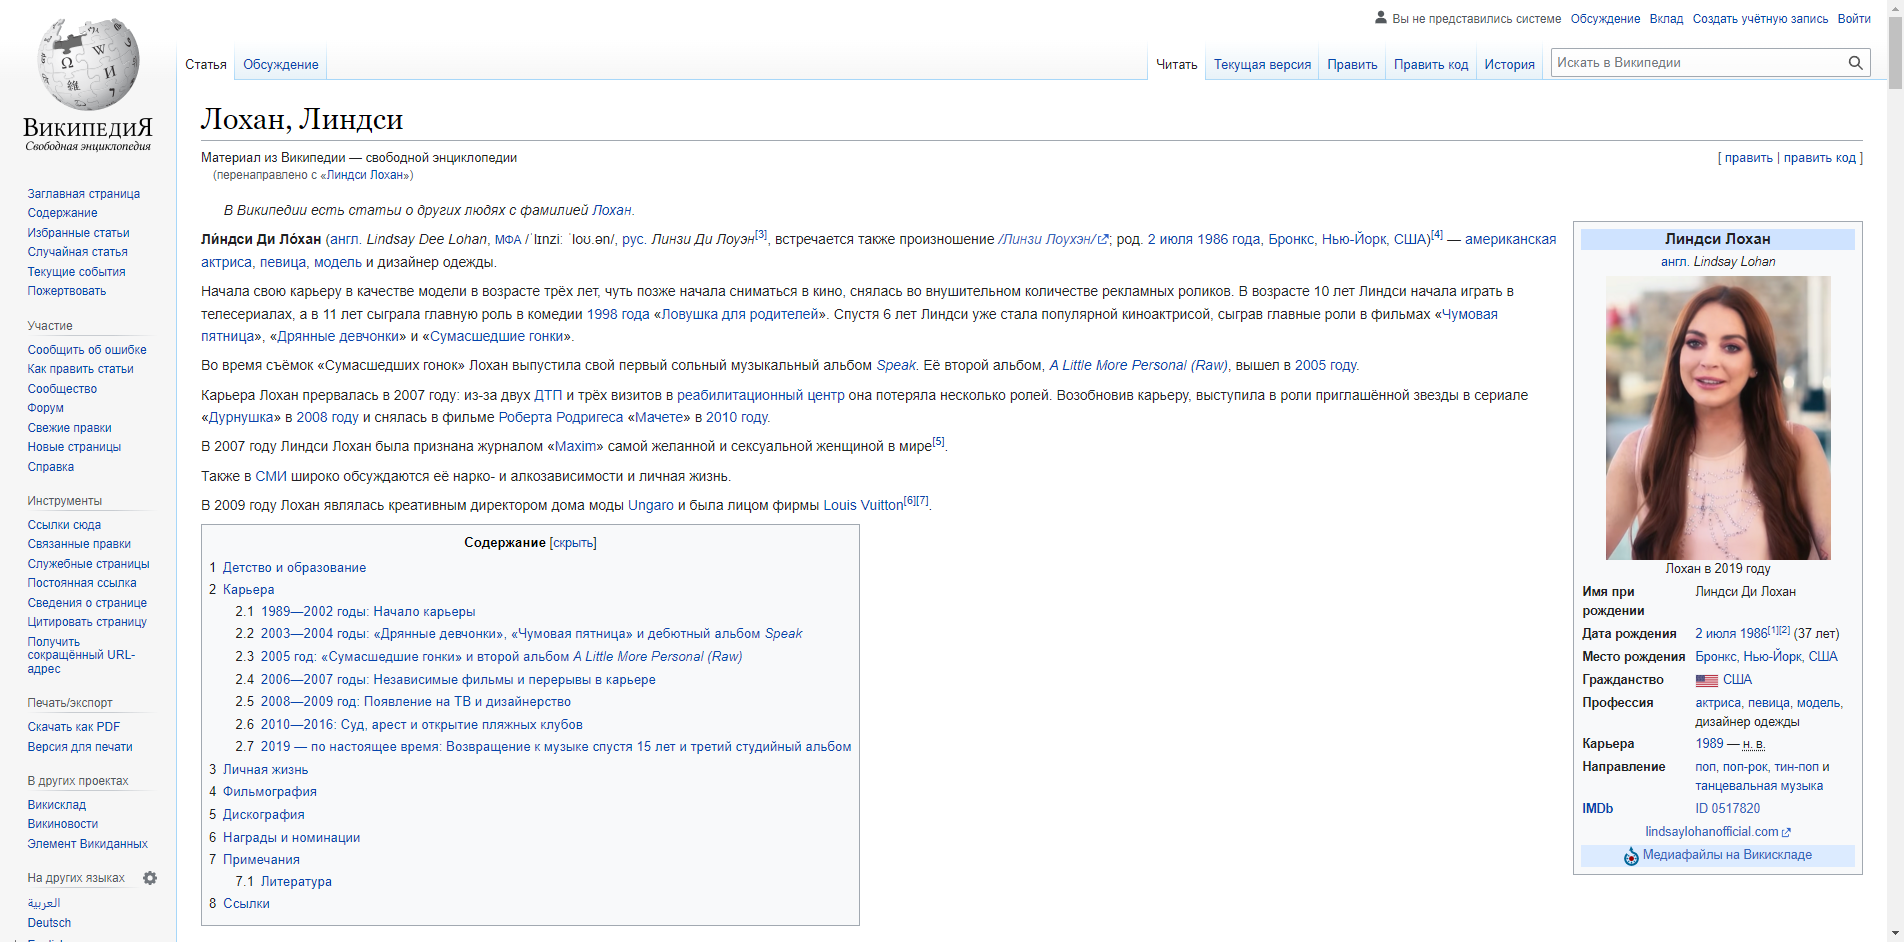 Вы не представились системе Обсуждение Вклад Создать учётную запись Войти
Статья Обсуждение Читать Текущая версия Править Править код История Искать в Википедии
ВИКИПЕДИЯ
Свободная энциклопедия
Заглавная страница
Содержание
Избранные статьи
Случайная статья
Текущие события
Пожертвовать
Участие
Сообщить об ошибке
Как править статьи
Сообщество
Форум
Свежие правки
Новые страницы
Справка
Инструменты
Ссылки сюда
Связанные правки
Служебные страницы
Постоянная ссылка
Сведения о странице
Цитировать страницу
Получить
сокращённый URL-
адрес
Печать/экспорт
Скачать как PDF
Версия для печати
В других проектах
Викисклад
Викиновости
Элемент Викиданных
На других языках
العربية
Deutsch
Лохан, Линдси
Материал из Википедии — свободной энциклопедии [ править | править код ]
(перенаправлено с «Линдси Лохан»)
В Википедии есть статьи о других людях с фамилией Лохан.
Ли́ндси Ди Ло́хан (англ. Lindsay Dee Lohan, МФА /ˈlɪnziː ˈloʊ.ən/, рус. Линзи Ди Лоуэн[3], встречается также произношение /Линзи Лоухэн/; род. 2 июля 1986 года, Бронкс, Нью-Йорк, США)[4] — американская
актриса, певица, модель и дизайнер одежды.
Начала свою карьеру в качестве модели в возрасте трёх лет, чуть позже начала сниматься в кино, снялась во внушительном количестве рекламных роликов. В возрасте 10 лет Линдси начала играть в
телесериалах, а в 11 лет сыграла главную роль в комедии 1998 года «Ловушка для родителей». Спустя 6 лет Линдси уже стала популярной киноактрисой, сыграв главные роли в фильмах «Чумовая
пятница», «Дрянные девчонки» и «Сумасшедшие гонки».
Во время съёмок «Сумасшедших гонок» Лохан выпустила свой первый сольный музыкальный альбом Speak. Её второй альбом, A Little More Personal (Raw), вышел в 2005 году.
Карьера Лохан прервалась в 2007 году: из-за двух ДТП и трёх визитов в реабилитационный центр она потеряла несколько ролей. Возобновив карьеру, выступила в роли приглашённой звезды в сериале
«Дурнушка» в 2008 году и снялась в фильме Роберта Родригеса «Мачете» в 2010 году.
В 2007 году Линдси Лохан была признана журналом «Maxim» самой желанной и сексуальной женщиной в мире[5].
Также в СМИ широко обсуждаются её нарко- и алкозависимости и личная жизнь.
В 2009 году Лохан являлась креативным директором дома моды Ungaro и была лицом фирмы Louis Vuitton[6][7].
Содержание [скрыть]
1 Детство и образование
2 Карьера
2.1 1989—2002 годы: Начало карьеры
2.2 2003—2004 годы: «Дрянные девчонки», «Чумовая пятница» и дебютный альбом Speak
2.3 2005 год: «Сумасшедшие гонки» и второй альбом A Little More Personal (Raw)
2.4 2006—2007 годы: Независимые фильмы и перерывы в карьере
2.5 2008—2009 год: Появление на ТВ и дизайнерство
2.6 2010—2016: Суд, арест и открытие пляжных клубов
2.7 2019 — по настоящее время: Возвращение к музыке спустя 15 лет и третий студийный альбом
3 Личная жизнь
4 Фильмография
5 Дискография
6 Награды и номинации
7 Примечания
7.1 Литература
8 Ссылки
Линдси Лохан
англ. Lindsay Lohan
Лохан в 2019 году
Имя при рождении Линдси Ди Лохан
Дата рождения 2 июля 1986[1][2] (37 лет)
Место рождения Бронкс, Нью-Йорк, США
Гражданство США
Профессия актриса, певица, модель,
дизайнер одежды
Карьера 1989 — н. в.
Направление поп, поп-рок, тин-поп и
танцевальная музыка
IMDb ID 0517820
lindsaylohanofficial.com
Медиафайлы на Викискладе